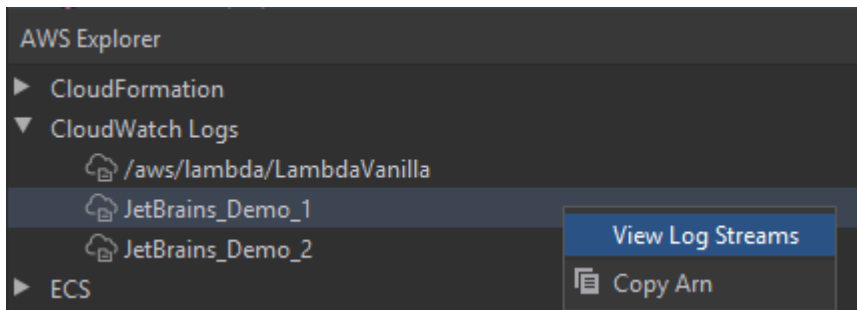 AWS Explorer
CloudFormation
CloudWatch Logs
/aws/lambda/LambdaVanilla
JetBrains_Demo_1
View Log Streams
JetBrains_Demo_2
Copy Arn
ECS